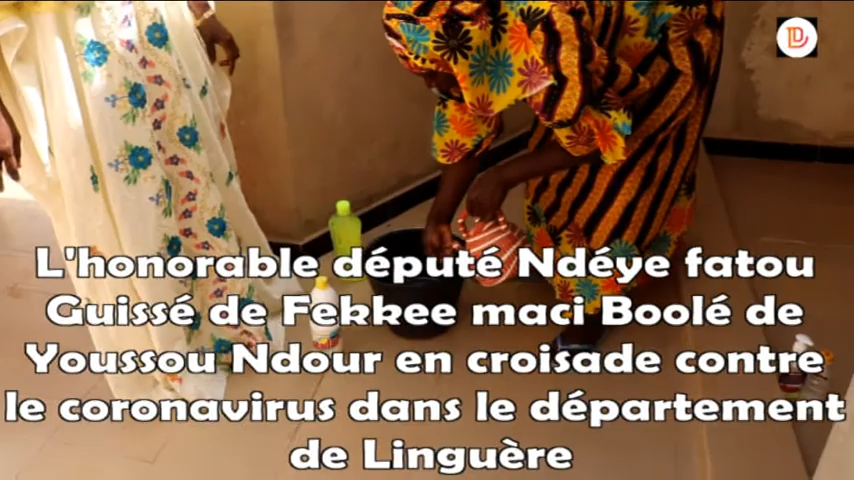 L'honorable député Ndéye fatou
Guissé de Fekkee maci Boolé de
Youssou Ndour en croisade contre
le coronavirus dans le département
de Linguère